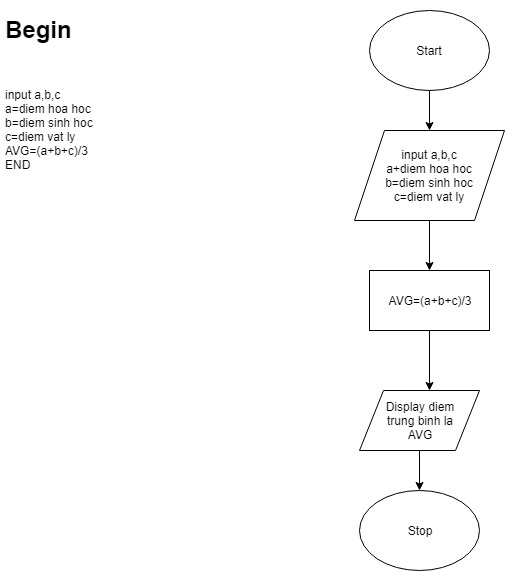 Begin
input a,b,c
a=diem hoa hoc
b=diem sinh hoc
c=diem vat ly
AVG=(a+b+c)/3
END
Start
input a,b,c
a+diem hoa hoc
b=diem sinh hoc
c=diem vat ly
AVG=(a+b+c)/3
Display diem
trung binh la
AVG
Stop